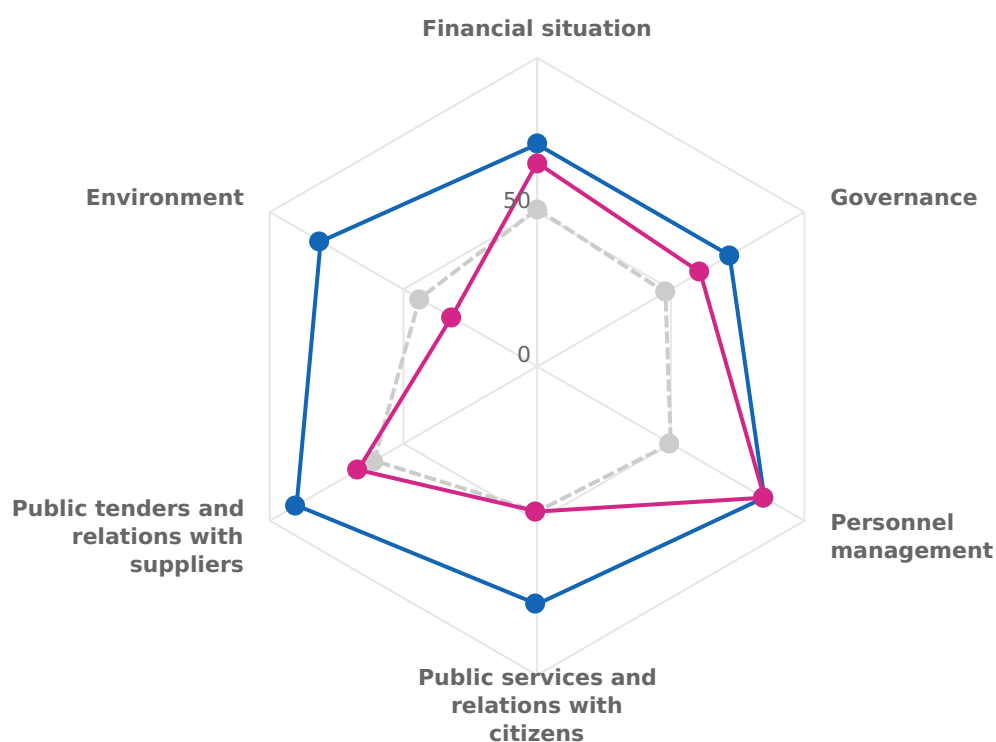 Financial situation
Environment
Governance
50
0
Public tenders and
relations with
suppliers
Personnel
management
Public services and
relations with
citizens